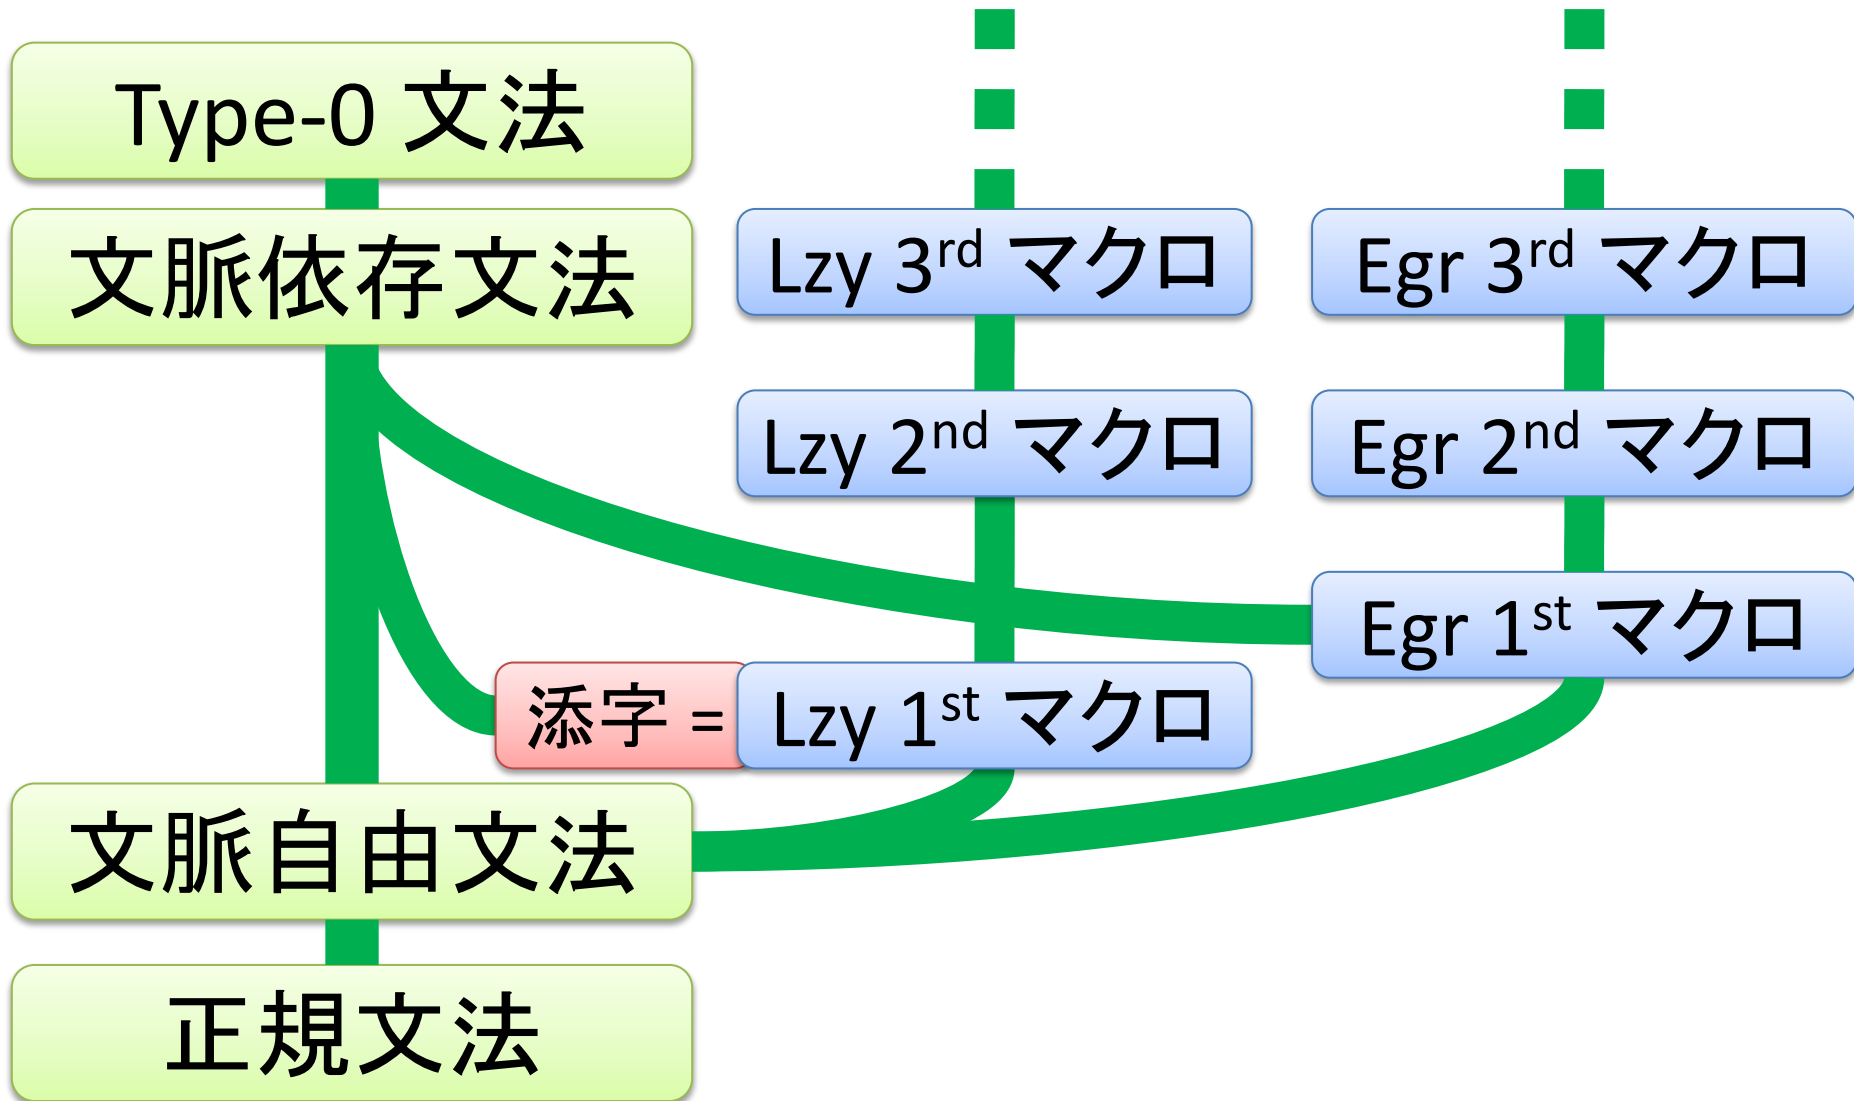 Type-0 文法
文脈依存文法
Lzy 3rd マクロ
Egr 3rd マクロ
Lzy 2nd マクロ
Egr 2nd マクロ
Egr 1st マクロ
添字 =
Lzy 1st マクロ
文脈自由文法
正規文法